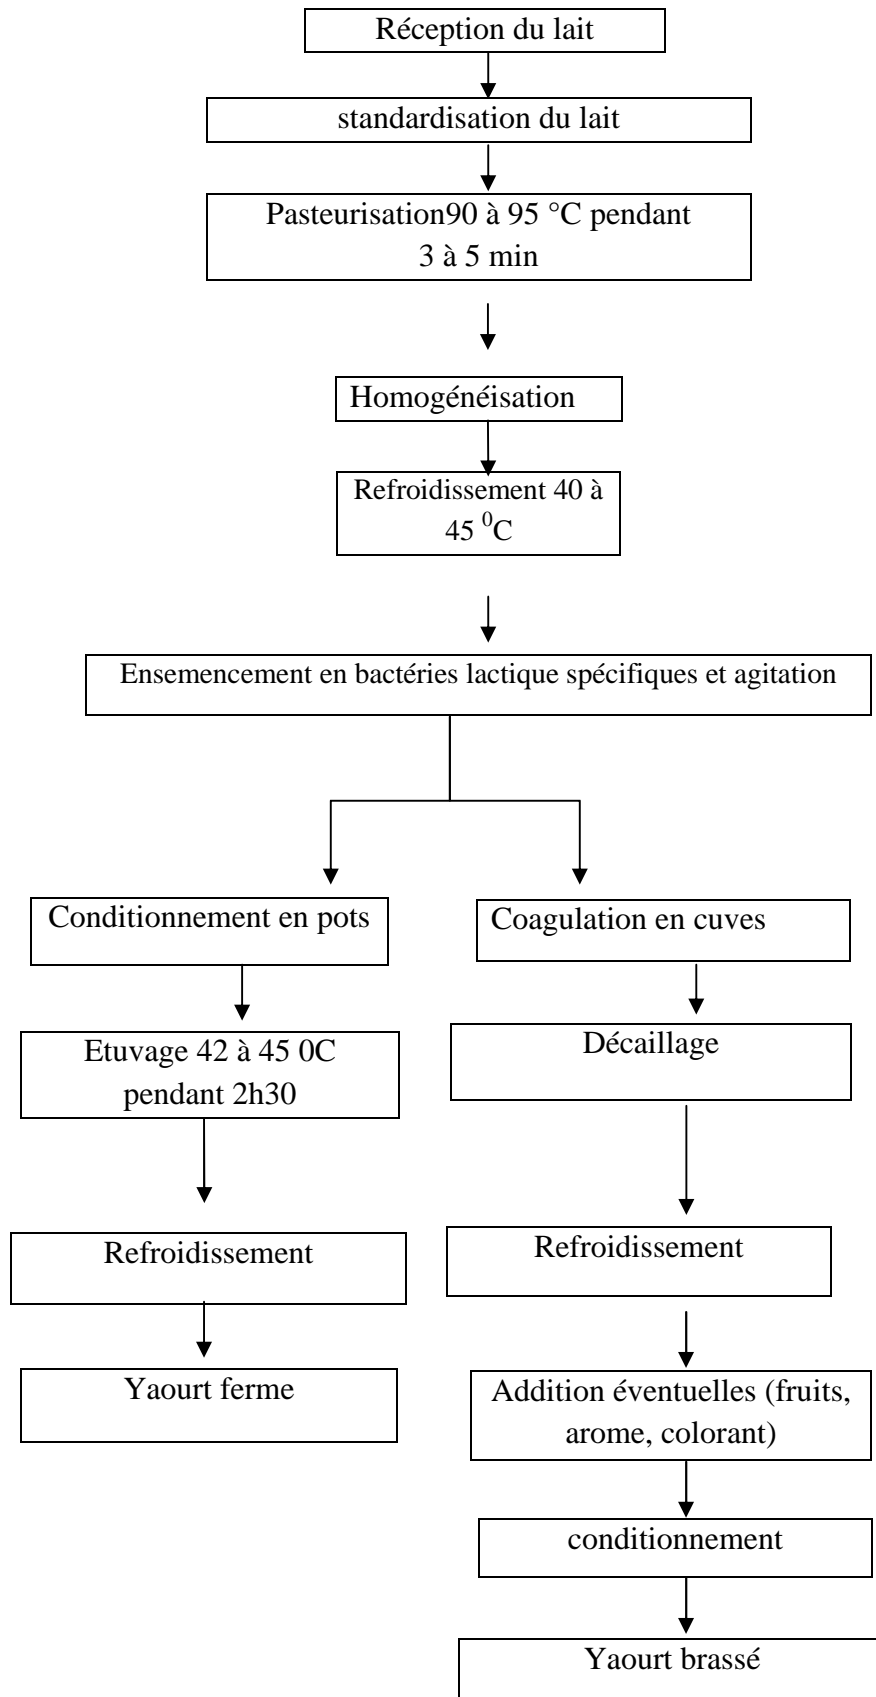 Réception du lait
standardisation du lait
Pasteurisation90 à 95 °C pendant
3 à 5 min
Homogénéisation
Refroidissement 40 à
45 ⁰C
Ensemencement en bactéries lactique spécifiques et agitation
Conditionnement en pots
Etuvage 42 à 45 0C
pendant 2h30
Refroidissement
Yaourt ferme
Coagulation en cuves
Décaillage
Refroidissement
Addition éventuelles (fruits,
arome, colorant)
conditionnement
Yaourt brassé